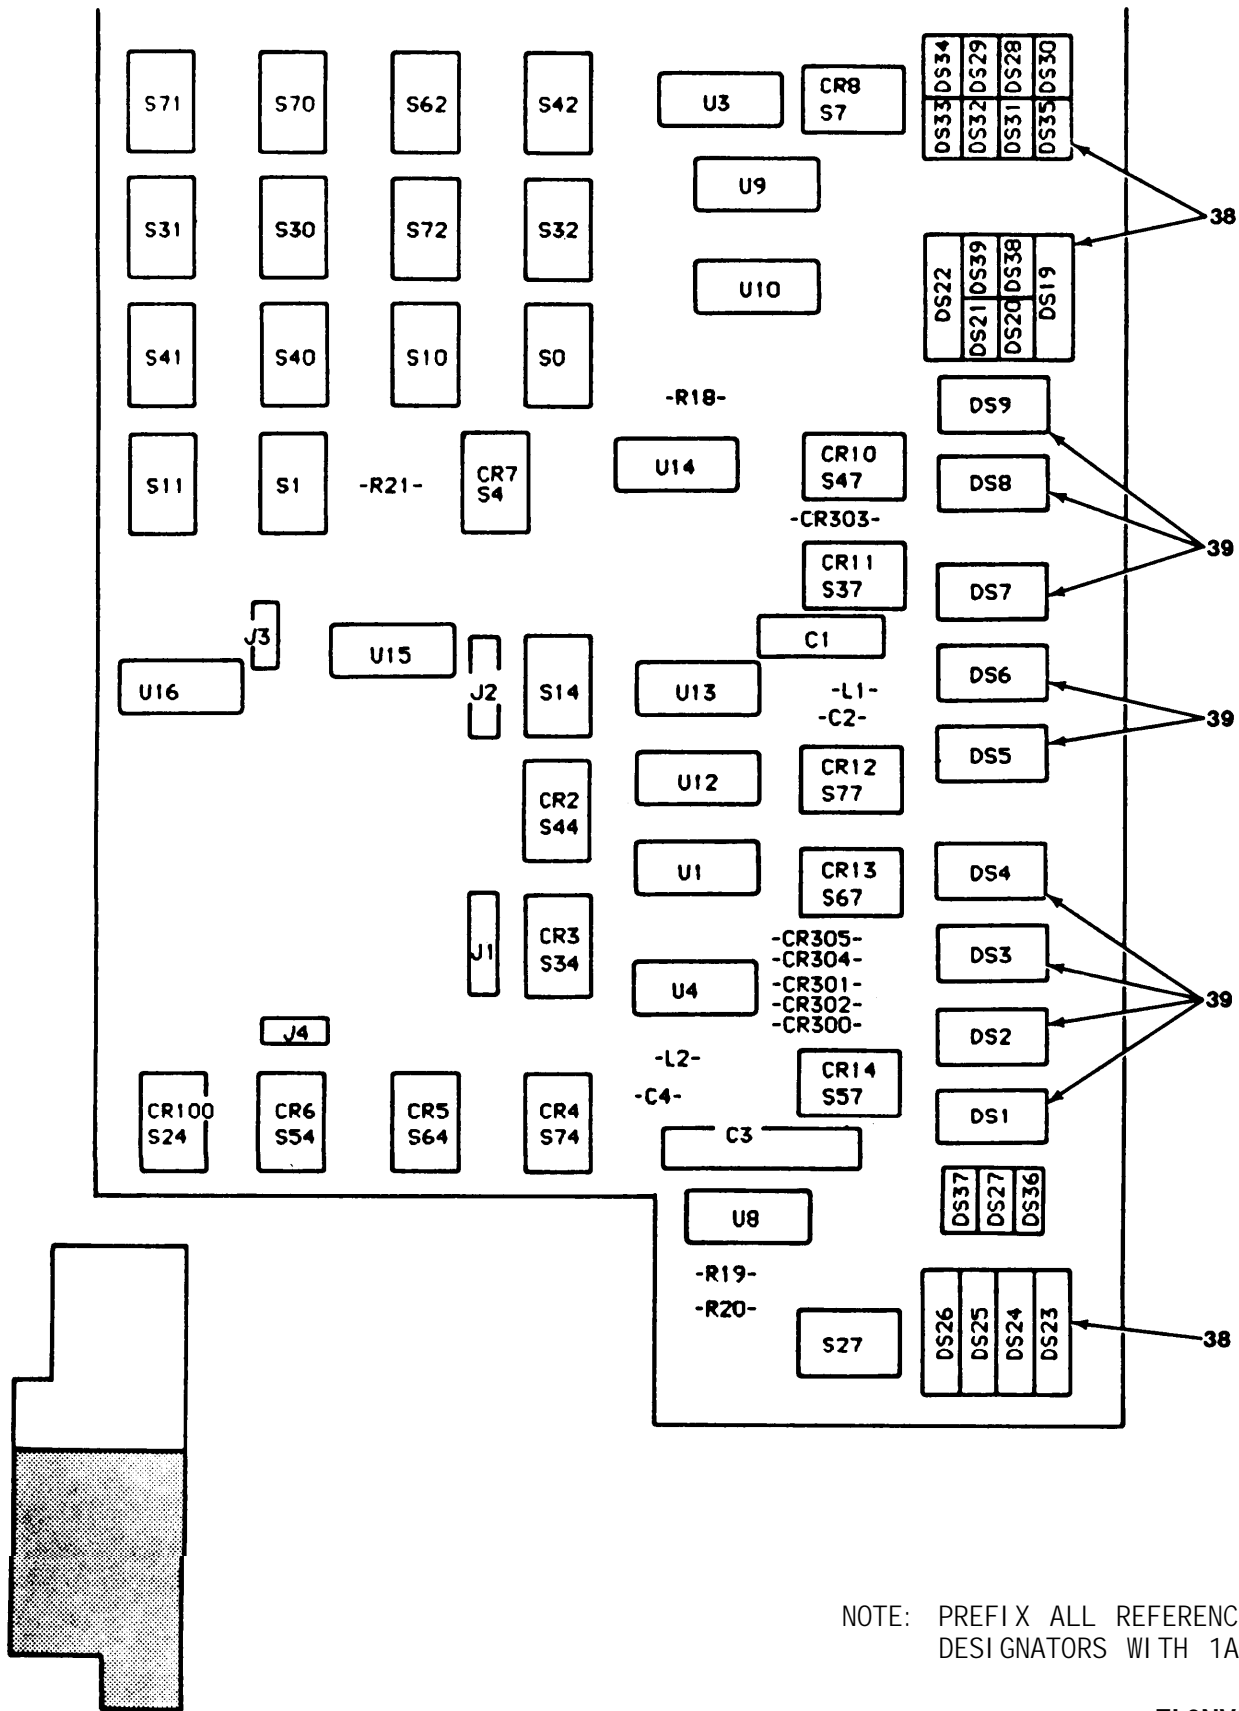 S71 S70 S62 S42 U3 CR8
S7
DS34 DS29 DS28 DS30
DS33 DS32 DS31 DS35
U9
38
S31 S30 S72 S32
U10
DS22 DS39 DS38 DS19
DS21 DS20
S41 S40 S10 S0
-R18-
DS9
S11 S1 -R21- CR7
S4
U14
CR10
S47
DS8
-CR303-
39
CR11
S37
DS7
J3
U15
C1
U16
J2
S14
U13
-L1-
-C2-
DS6
39
DS5
CR2
S44
U12
CR12
S77
U1
CR13
S67
DS4
J1
CR3
S34
-CR305-
-CR304-
-CR301-
-CR302-
-CR300-
DS3
U4
39
J4
DS2
-L2-
-C4-
CR14
S57
CR100
S24
CR6
S54
CR5
S64
CR4
S74
DS1
C3
DS37 DS27 DS36
U8
-R19-
-R20-
S27
DS26 DS25 DS24 DS23
38
NOTE: PREFIX ALL REFERENC
DESIGNATORS WITH 1A